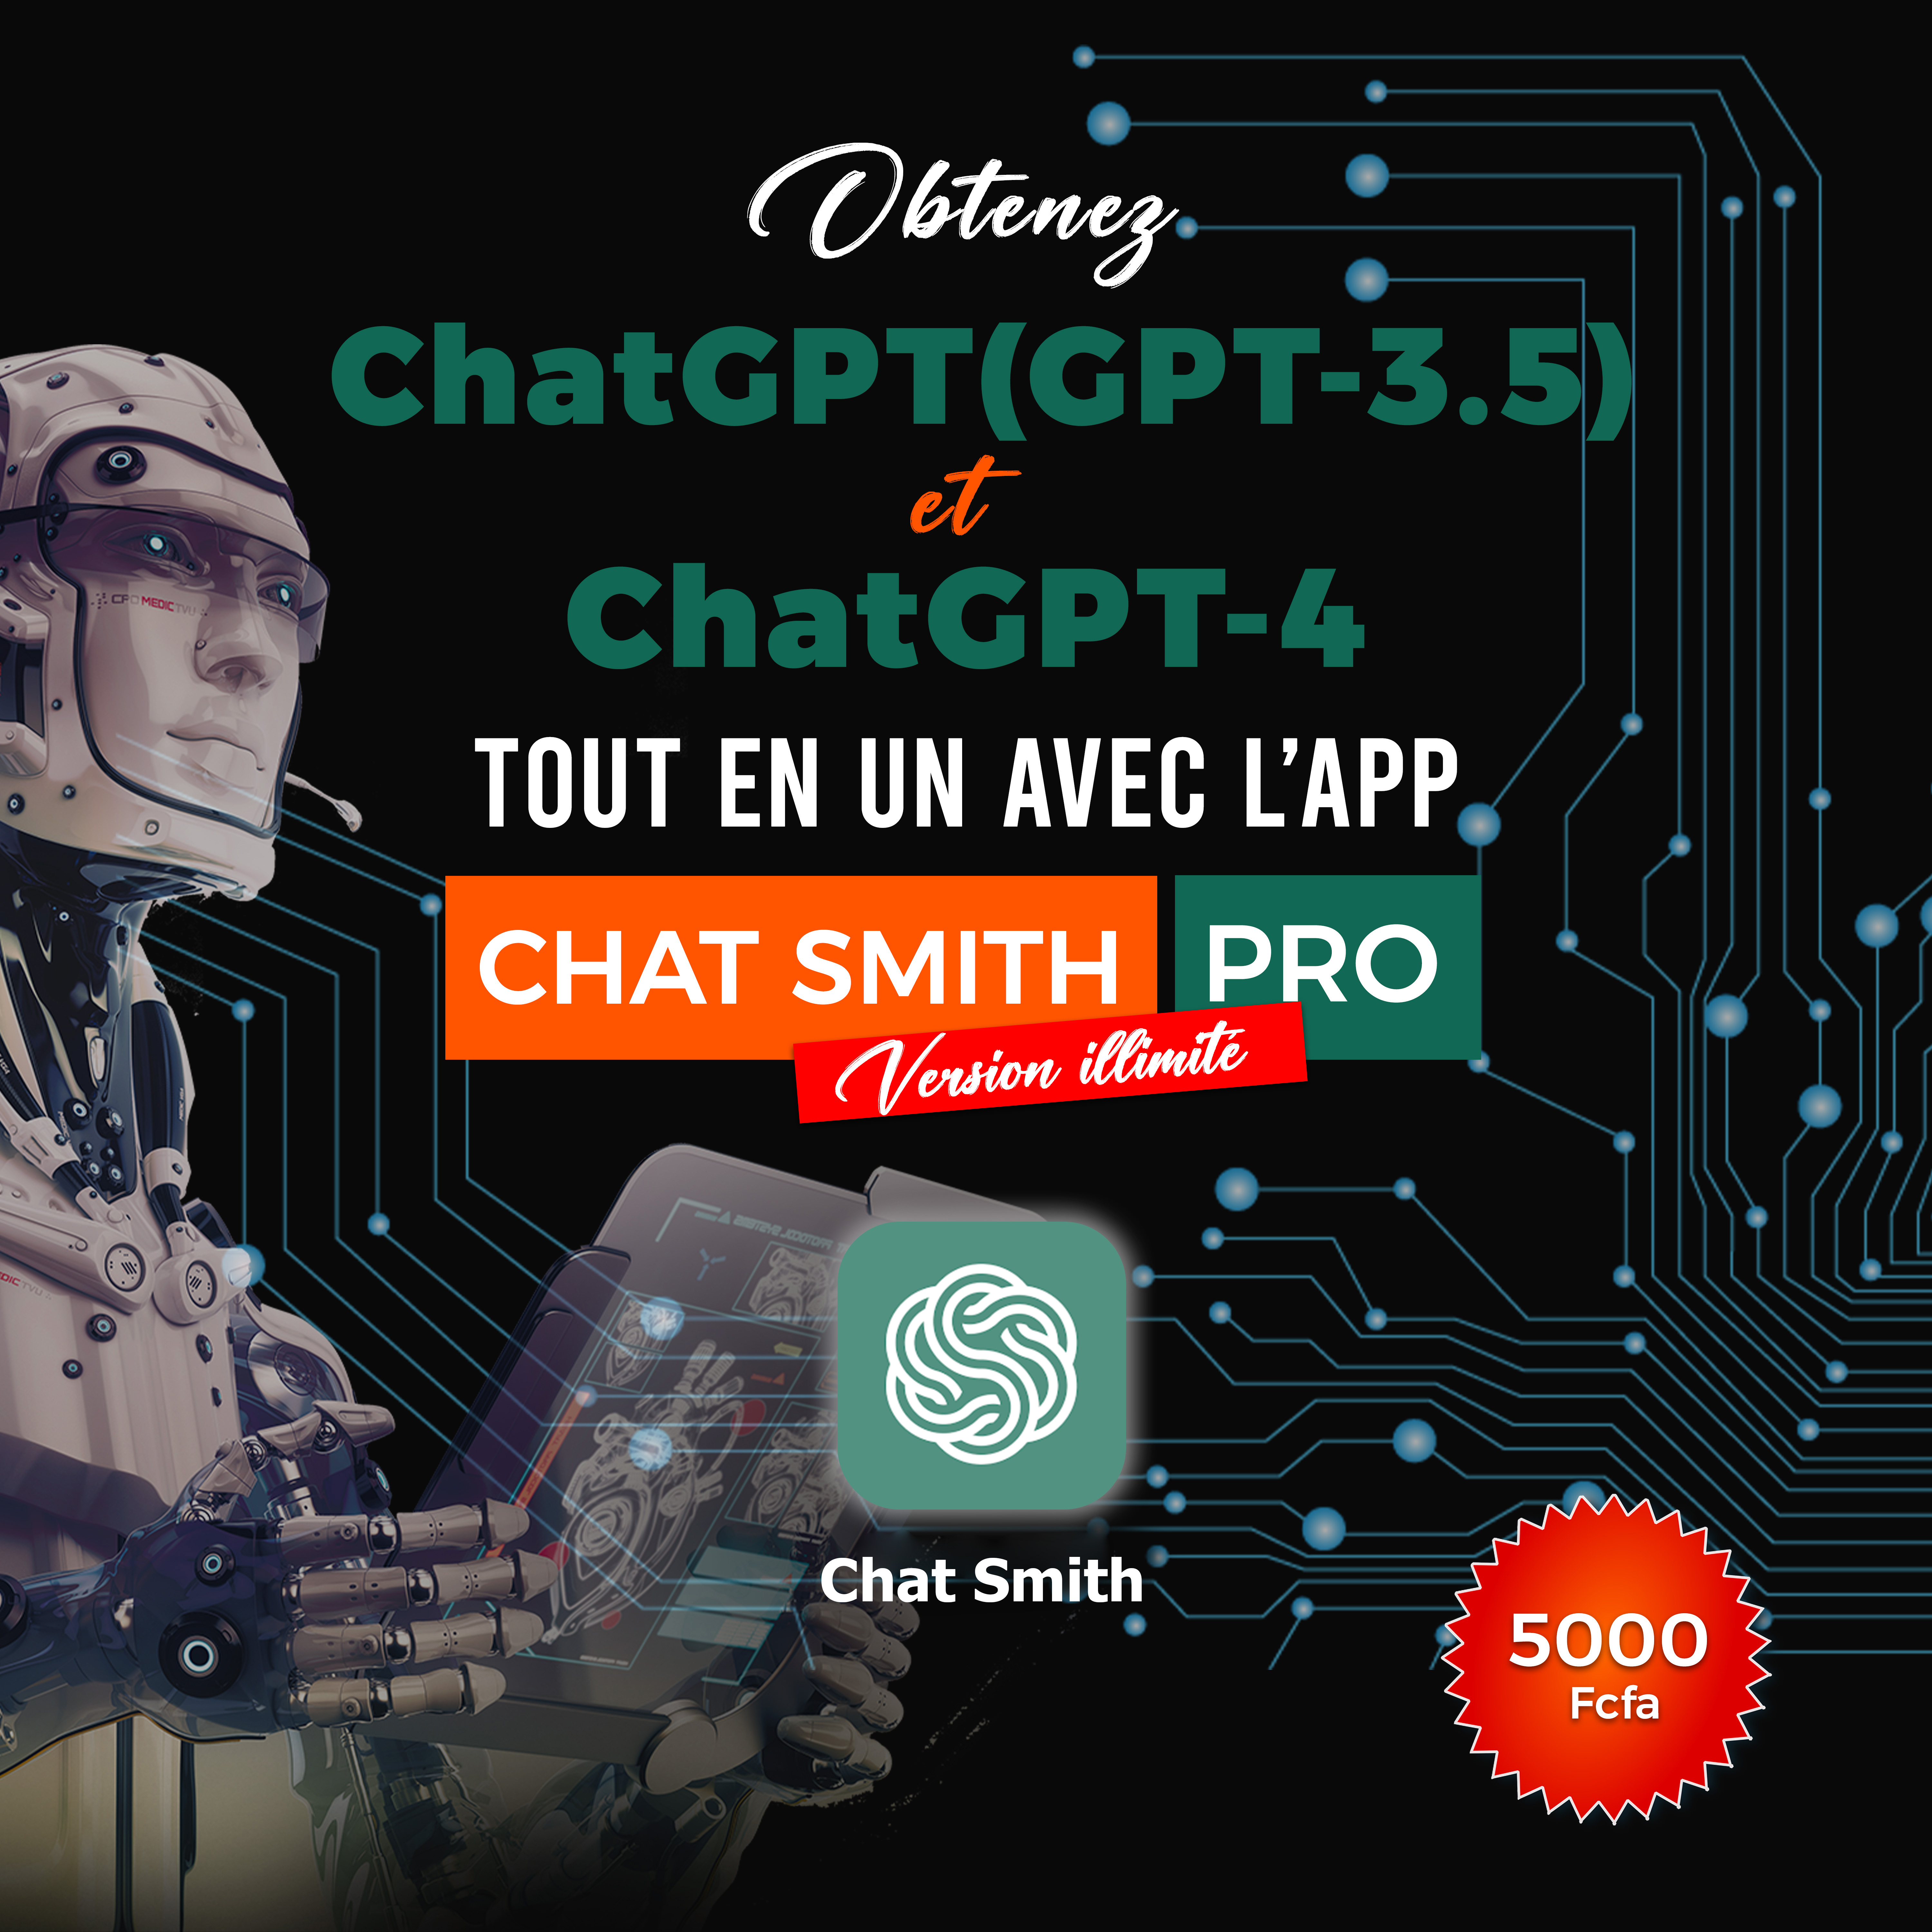 Obtenez
ChatGPT(GPT-3.5)
et
ChatGPT-4
TOUT EN UN AVEC L’APP
CHAT SMITH PRO
Version illimité
Chat Smith
5000
Fcfa